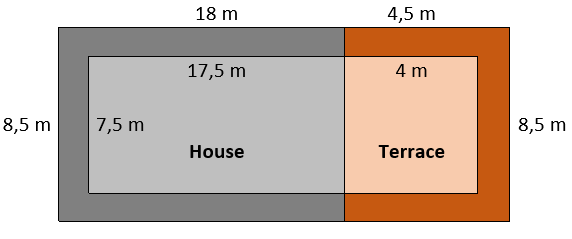 18 m
4,5 m
17,5 m
4 m
8,5 m
7,5 m
8,5 m
House
Terrace